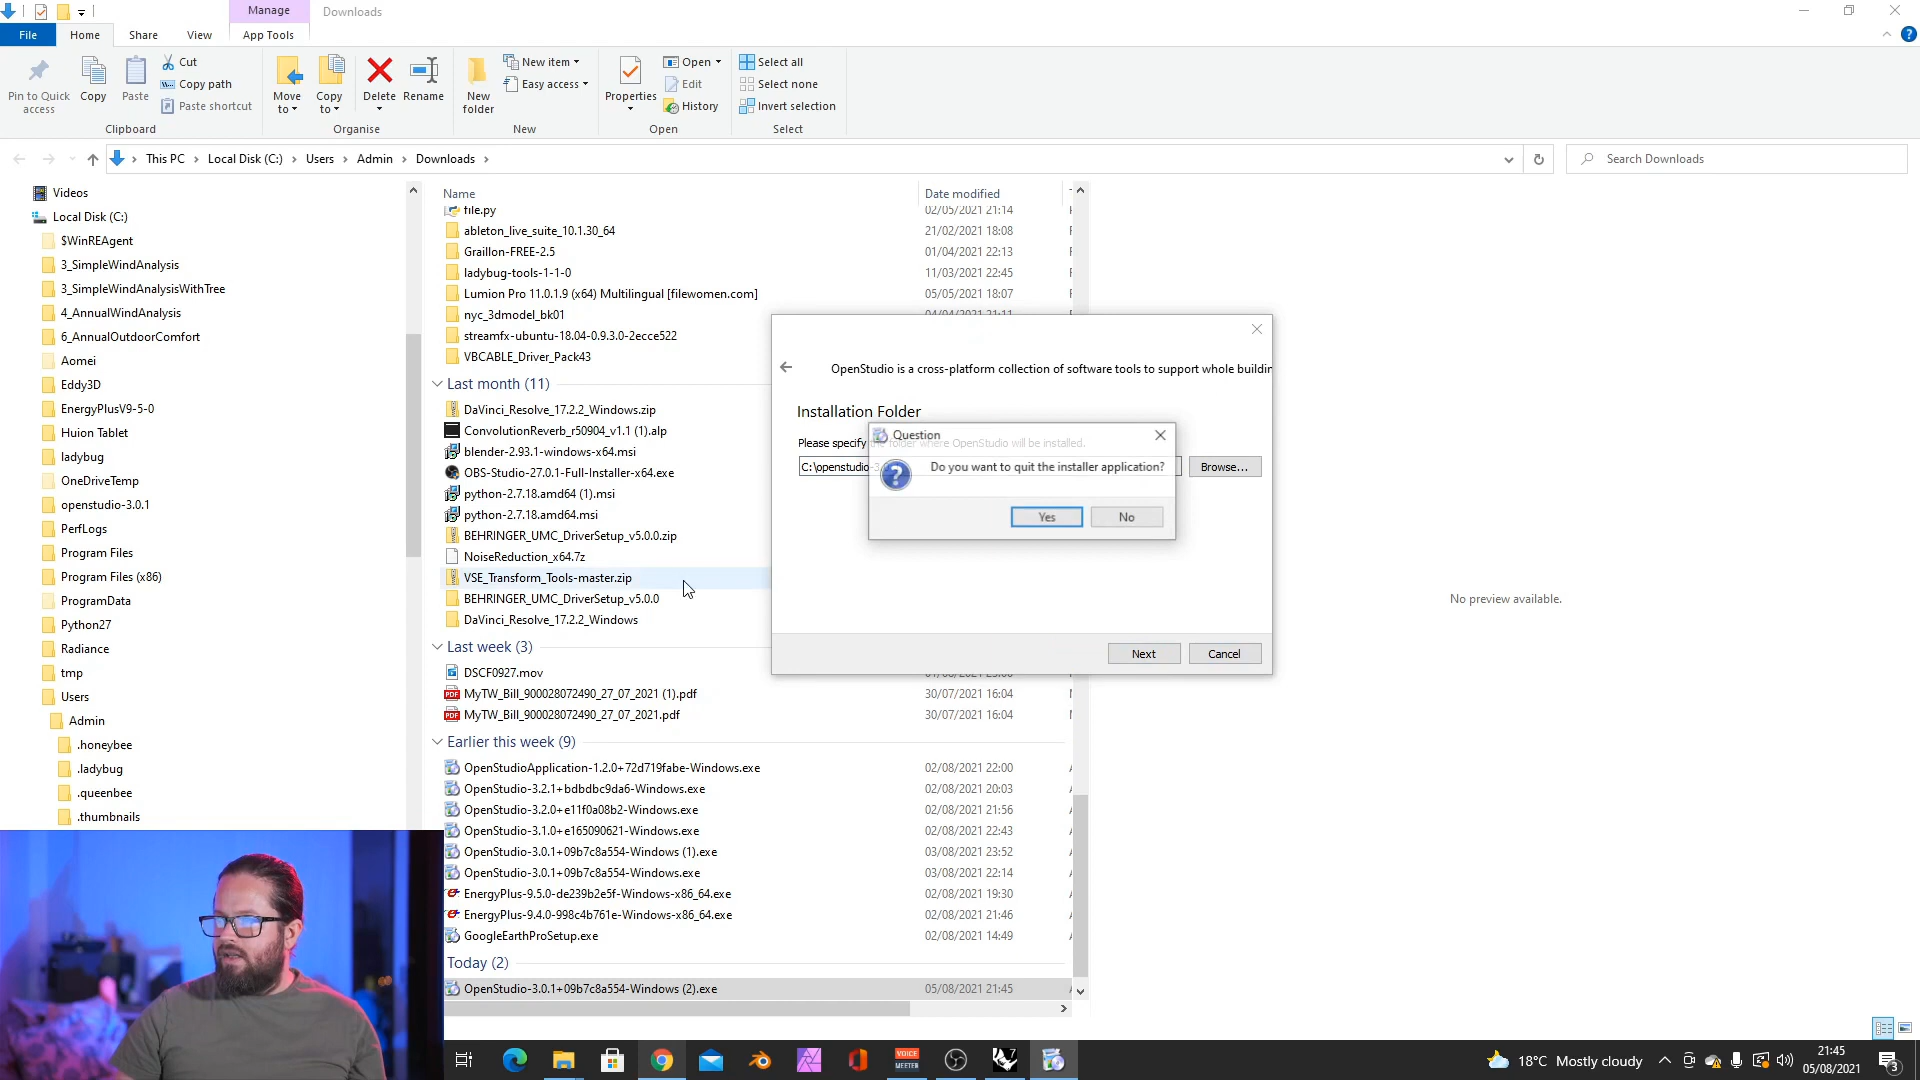 Manage
Downloads
File
Home
Share
View
App Tools
Pin to Quick access
Copy
Paste
Cut
Copy path
Paste shortcut
Clipboard
Move to
Copy to
Delete
Rename
Organise
New folder
New item
Easy access
New
Properties
Open
Edit
History
Open
Select all
Select none
Invert selection
Select
This PC
Local Disk (C:)
Users
Admin
Downloads
Search Downloads
Videos
Local Disk (C:)
$WinREAgent
3_SimpleWindAnalysis
3_SimpleWindAnalysisWithTree
4_AnnualWindAnalysis
6_AnnualOutdoorComfort
Aomei
Eddy3D
EnergyPlusV9-5-0
Huion Tablet
ladybug
OneDriveTemp
openstudio-3.0.1
PerfLogs
Program Files
Program Files (x86)
ProgramData
Python27
Radiance
tmp
Users
Admin
.honeybee
.ladybug
.queenbee
.thumbnails
Name
Date modified
file.py 02/05/2021 21:14
ableton_live_suite_10.1.30_64 21/02/2021 18:08
Graillon-FREE-2.5 01/04/2021 22:13
ladybug-tools-1-1-0 11/03/2021 22:45
Lumion Pro 11.0.1.9 (x64) Multilingual [filewomen.com] 05/05/2021 18:07
nyc_3dmodel_bk01
streamfx-ubuntu-18.04-0.9.3.0-2ecce522
VBCABLE_Driver_Pack43
Last month (11)
DaVinci_Resolve_17.2.2_Windows.zip
ConvolutionReverb_r50904_v1.1 (1).alp
blender-2.93.1-windows-x64.msi
OBS-Studio-27.0.1-Full-Installer-x64.exe
python-2.7.18.amd64 (1).msi
python-2.7.18.amd64.msi
BEHRINGER_UMC_DriverSetup_v5.0.0.zip
NoiseReduction_x64.7z
VSE_Transform_Tools-master.zip
BEHRINGER_UMC_DriverSetup_v5.0.0
DaVinci_Resolve_17.2.2_Windows
Last week (3)
DSCF0927.mov
MyTW_Bill_900028072490_27_07_2021 (1).pdf 30/07/2021 16:04
MyTW_Bill_900028072490_27_07_2021.pdf 30/07/2021 16:04
Earlier this week (9)
OpenStudioApplication-1.2.0+72d719fabe-Windows.exe 02/08/2021 22:00
OpenStudio-3.2.1+bdbdbc9da6-Windows.exe 02/08/2021 20:03
OpenStudio-3.2.0+e11f0a08b2-Windows.exe 02/08/2021 21:56
OpenStudio-3.1.0+e165090621-Windows.exe 02/08/2021 22:43
OpenStudio-3.0.1+09b7c8a554-Windows (1).exe 03/08/2021 23:52
OpenStudio-3.0.1+09b7c8a554-Windows.exe 03/08/2021 22:14
EnergyPlus-9.5.0-de239b2e5f-Windows-x86_64.exe 02/08/2021 19:30
EnergyPlus-9.4.0-998c4b761e-Windows-x86_64.exe 02/08/2021 21:46
GoogleEarthProSetup.exe 02/08/2021 14:49
Today (2)
OpenStudio-3.0.1+09b7c8a554-Windows (2).exe 05/08/2021 21:45
OpenStudio is a cross-platform collection of software tools to support whole buildin
Installation Folder
Please specify the folder where OpenStudio will be installed.
C:\openstudio-3
Browse...
Question
Do you want to quit the installer application?
Yes
No
Next
Cancel
No preview available.
VOICE
MEETER
18°C Mostly cloudy
21:45
05/08/2021
3